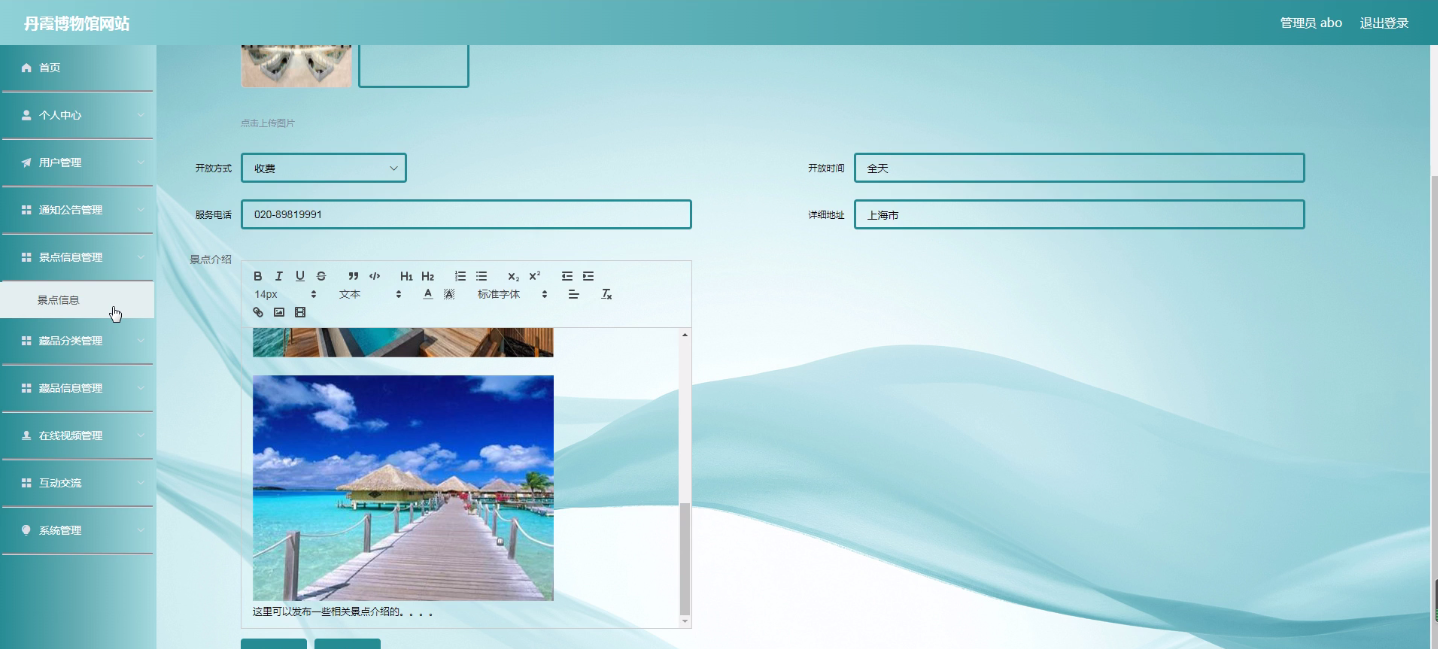 丹霞博物馆网站
管理员 abo 退出登录
首页
个人中心
用户管理
通知公告管理
景点信息管理
景点信息
藏品分类管理
藏品信息管理
在线视频管理
互动交流
系统管理
点击上传图片
开放方式 收费
开放时间 全天
服务电话 020-89819991
详细地址 上海市
景点介绍
B I U S ” </> H1 H2 X₂ X²
14px 文本 A A 标准字体 Tx
这里可以发布一些相关景点介绍的。。。。